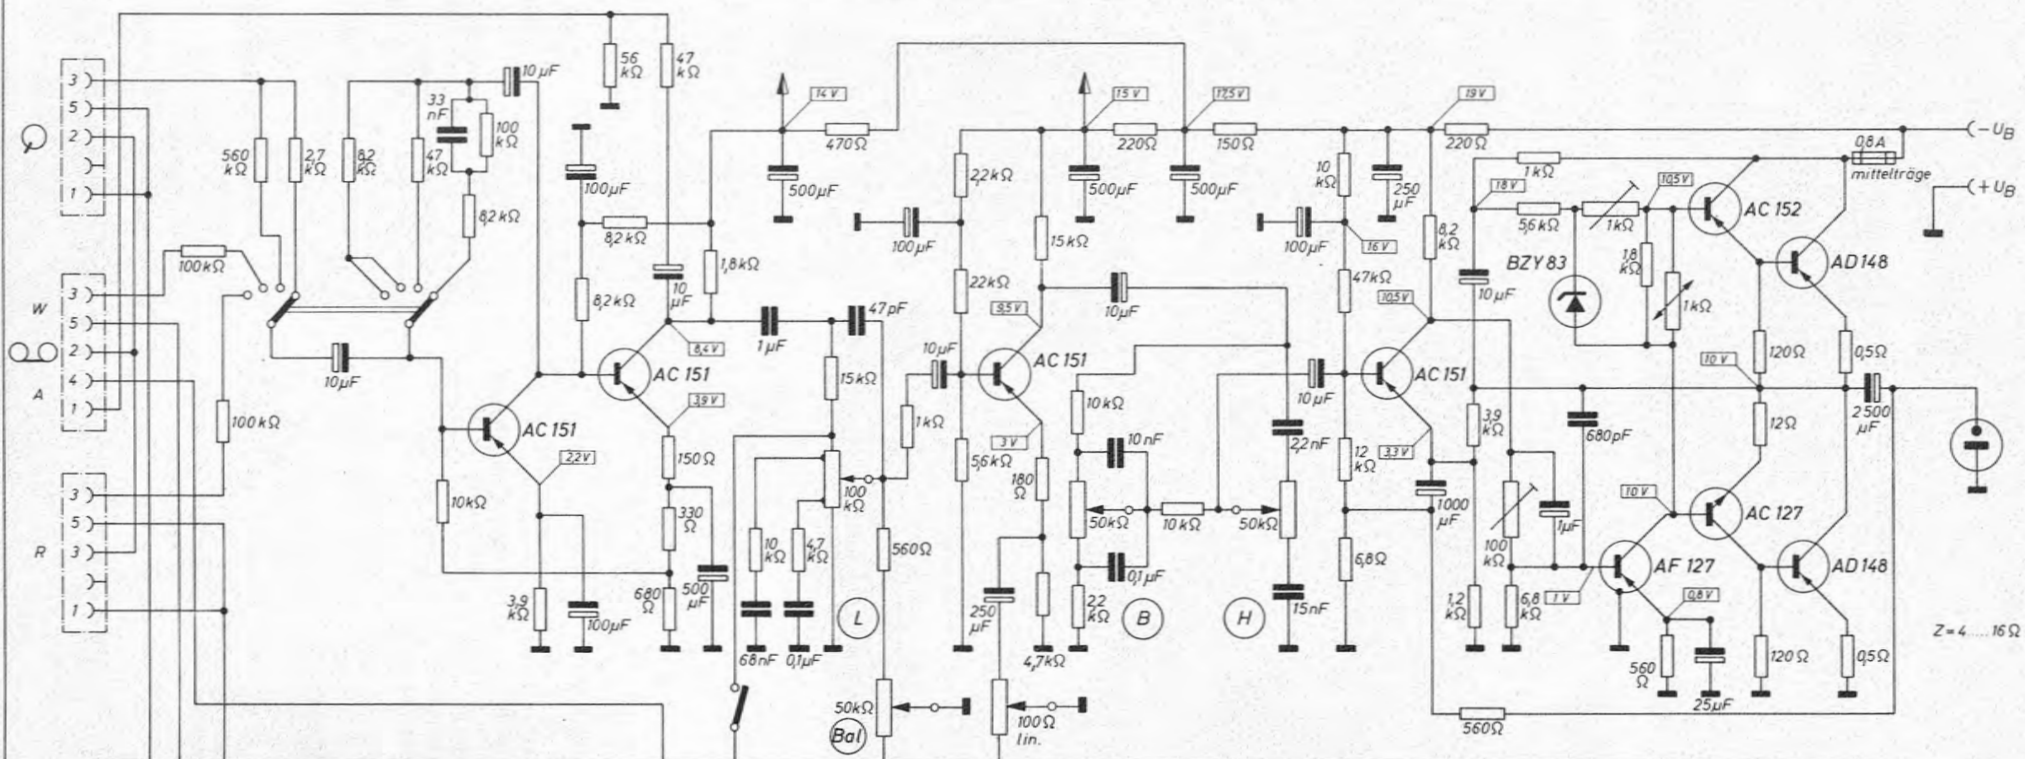 3
5
2
1
W
3
5
2
4
A
1
R
3
5
3
1
560
kΩ
2,7
kΩ
82
kΩ
47
kΩ
33
nF
100
kΩ
10 µF
8,2 kΩ
100 kΩ
100 kΩ
10 µF
10 kΩ
AC 151
2,2V
3,9
kΩ
100 µF
56
kΩ
47
kΩ
100 µF
8,2 kΩ
8,2 kΩ
10
µF
1,8 kΩ
AC 151
8,4 V
3,9 V
150 Ω
330
Ω
680
Ω
500
µF
14 V
470 Ω
500 µF
1 µF
47 pF
15 kΩ
100
kΩ
10
kΩ
4,7
kΩ
68 nF
0,1 µF
L
50 kΩ
Bal
560 Ω
1 kΩ
10 µF
2,2 kΩ
100 µF
22 kΩ
5,6 kΩ
15 V
220 Ω
500 µF
15 kΩ
9,5 V
AC 151
3 V
180
Ω
250
µF
4,7 kΩ
100 Ω
lin.
17,5 V
150 Ω
500 µF
10 µF
10 kΩ
10 nF
50 kΩ
0,1 µF
2,2
kΩ
B
10 kΩ
50 kΩ
2,2 nF
15 nF
H
10 µF
10
kΩ
250
µF
100 µF
16 V
47 kΩ
12
kΩ
6,8 Ω
19 V
220 Ω
8,2
kΩ
10,5 V
AC 151
3,3 V
1000
µF
560 Ω
1 kΩ
18 V
5,6 kΩ
1 kΩ
10,5 V
10 µF
BZY 83
1,8
kΩ
1 kΩ
AC 152
AD 148
0,8 A
mittelträge
– UB
+ UB
10 V
120 Ω
0,5 Ω
12 Ω
2500
µF
680 pF
3,9
kΩ
1,2
kΩ
100
kΩ
1 µF
6,8
kΩ
10 V
AC 127
AF 127
AD 148
1 V
0,8 V
560
Ω
25 µF
120 Ω
0,5 Ω
Z = 4.....16 Ω